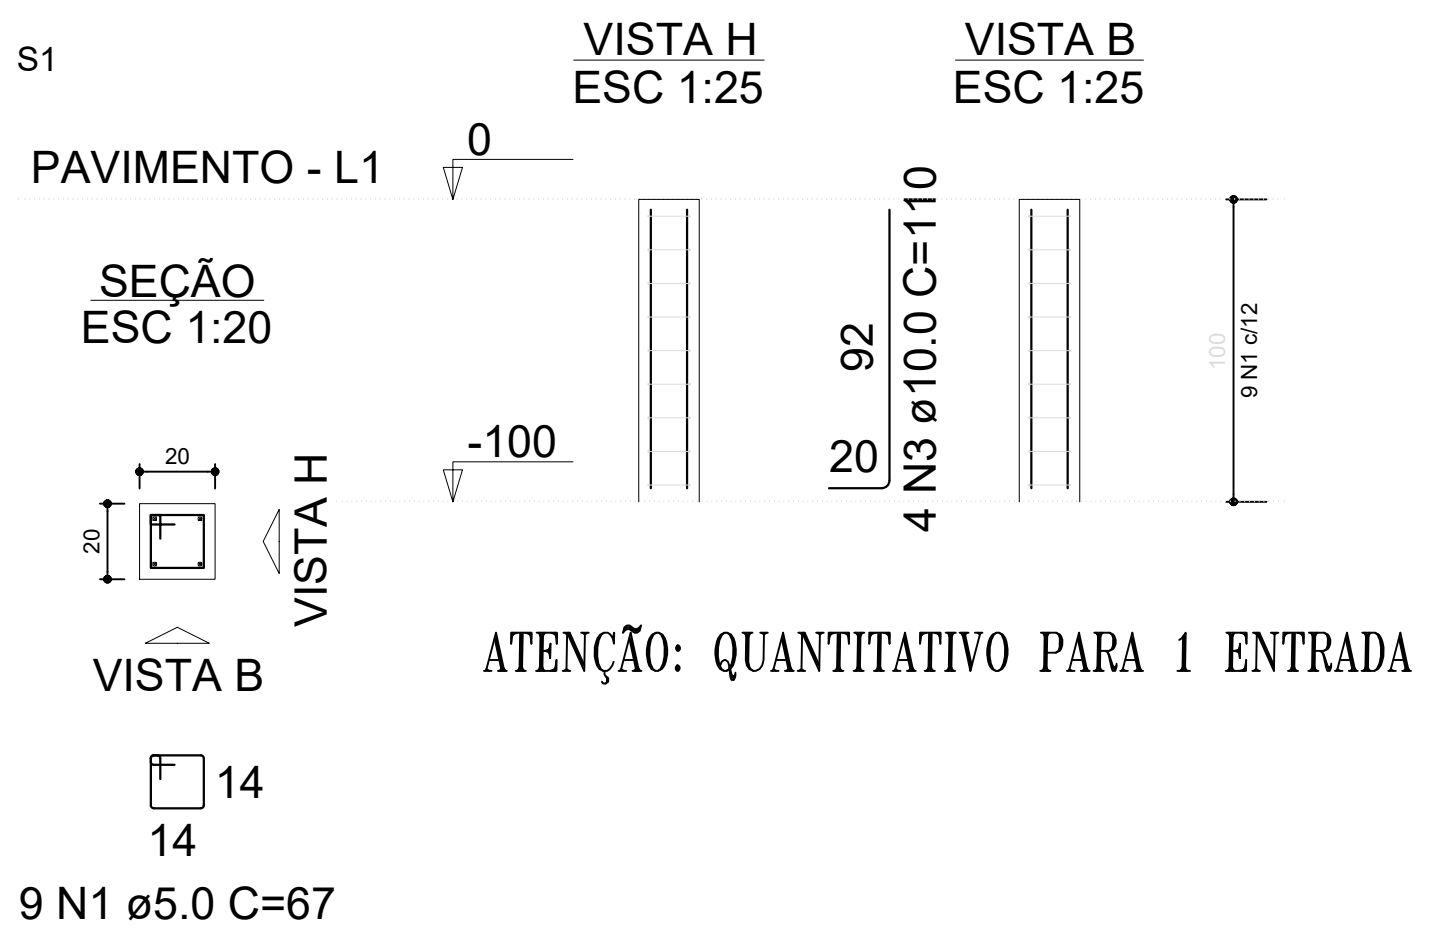 S1
VISTA H
ESC 1:25
VISTA B
ESC 1:25
PAVIMENTO - L1
0
SEÇÃO
ESC 1:20
92
20
4 N3 ø10.0 C=110
100
9 N1 c/12
-100
20
20
VISTA H
VISTA B
ATENÇÃO: QUANTITATIVO PARA 1 ENTRADA
14
14
9 N1 ø5.0 C=67